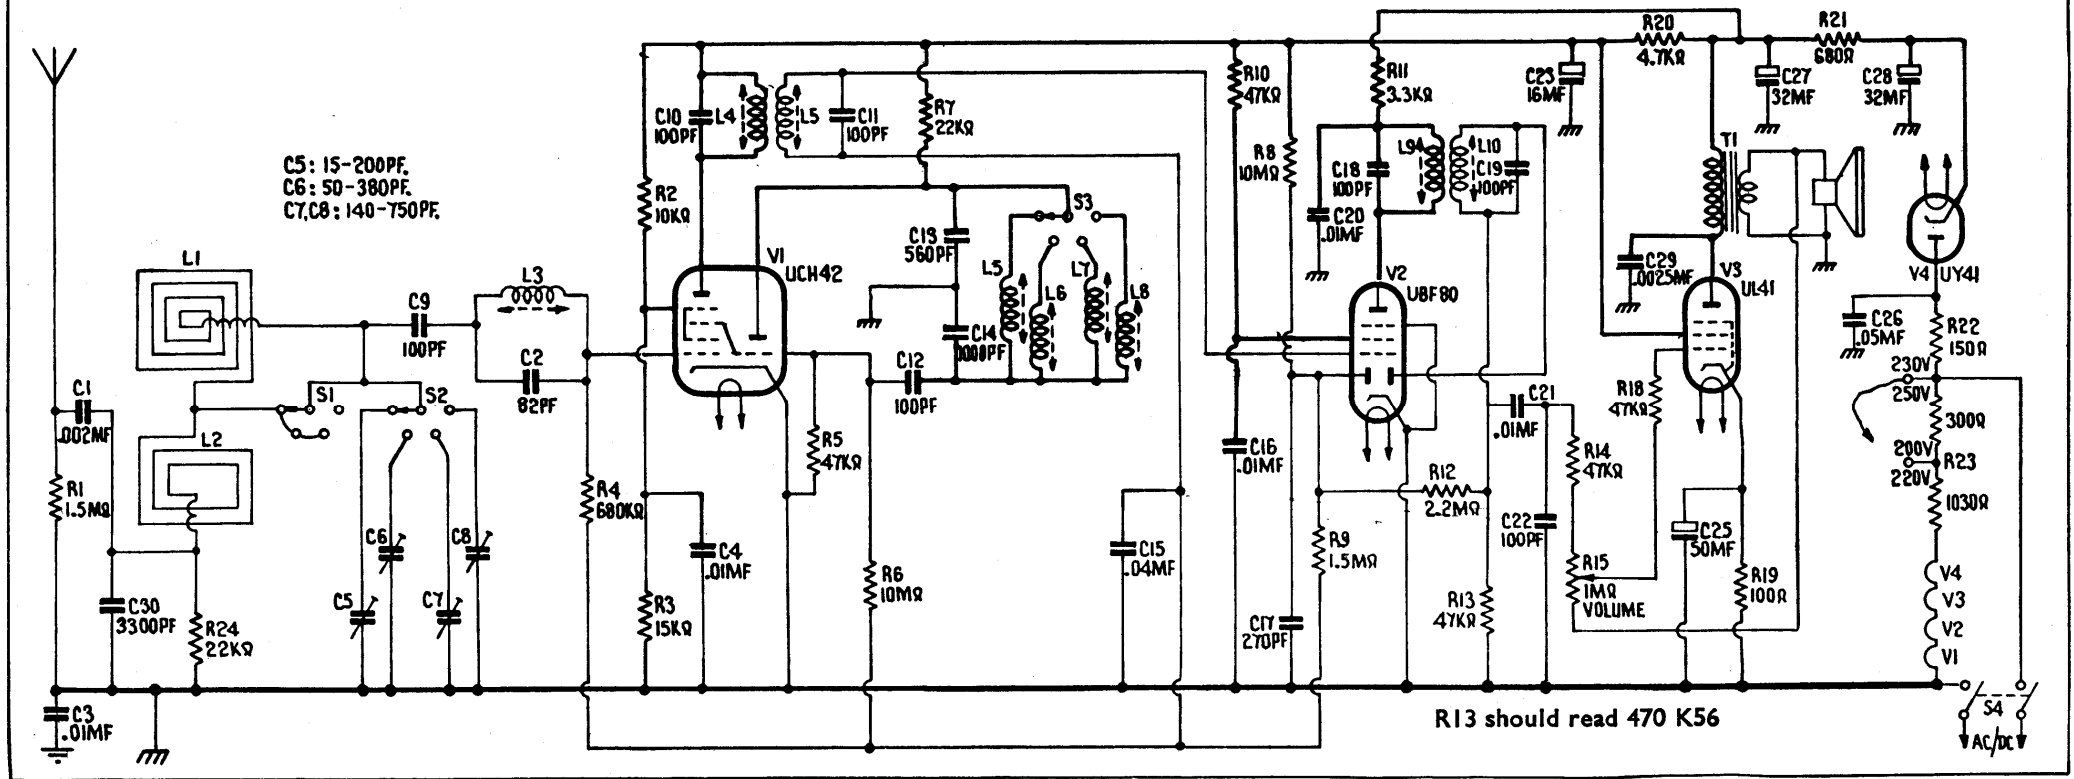 R20
4.7KΩ
R21
680Ω
C23
16MF
C27
32MF
C28
32MF
R10
47KΩ
R11
3.3KΩ
C10
100PF
L4
L5
C11
100PF
R7
22KΩ
C5: 15-200PF.
C6: 50-380PF.
C7,C8: 140-750PF.
R2
10KΩ
R8
10MΩ
C18
100PF
L9
L10
C19
100PF
T1
C20
.01MF
S3
C13
560PF
V1
UCH42
L1
L3
C9
100PF
L5
L6
L7
L8
V2
UBF80
C29
.0025MF
V3
UL41
V4
UY41
C14
C26
.05MF
R22
150Ω
230V
250V
300Ω
200V
220V
R23
1030Ω
C2
82PF
C12
100PF
C1
.002MF
S1
S2
L2
R5
47KΩ
R18
47KΩ
C21
.01MF
R14
47KΩ
C16
.01MF
R12
2.2MΩ
R1
1.5MΩ
R4
680KΩ
C6
C8
C4
.01MF
C15
.04MF
R9
1.5MΩ
C22
100PF
C25
50MF
R15
1MΩ
VOLUME
R19
100Ω
V4
V3
V2
V1
C30
3300PF
R24
22KΩ
C5
C7
R3
15KΩ
R6
10MΩ
C17
270PF
R13
47KΩ
C3
.01MF
R13 should read 470 K56
S4
AC/DC